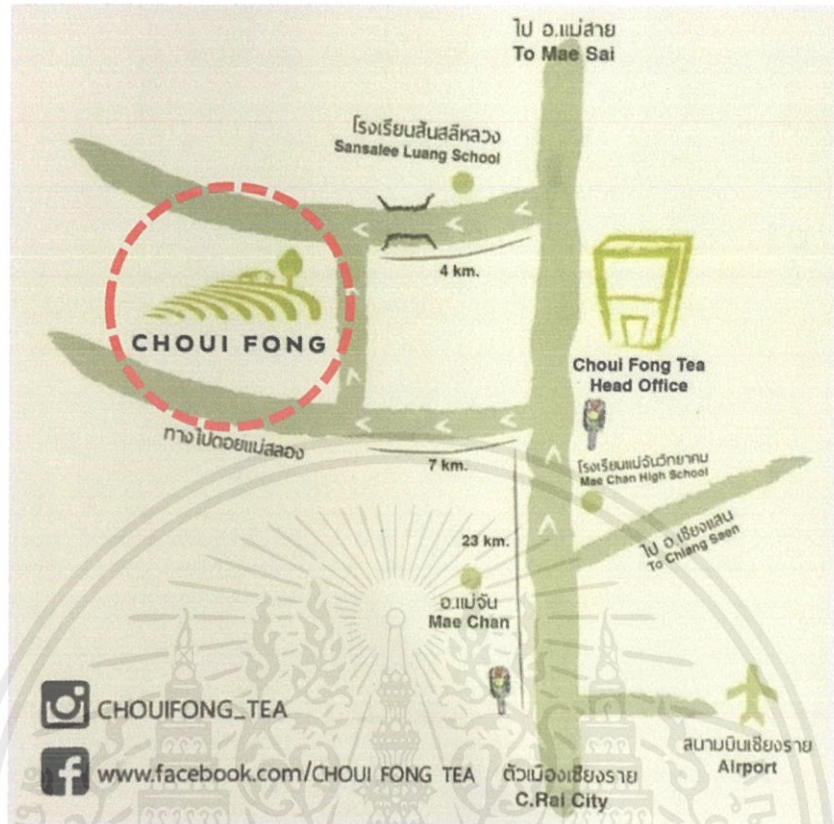 ไป อ.แม่สาย
To Mae Sai
โรงเรียนสันสลีหลวง
Sansalee Luang School
4 km.
CHOUI FONG
Choui Fong Tea
Head Office
ทางไปดอยแม่สลอง
7 km.
โรงเรียนแม่จันวิทยาคม
Mae Chan High School
ไป อ.เชียงแสน
To Chiang Saen
23 km.
อ.แม่จัน
Mae Chan
CHOUIFONG_TEA
www.facebook.com/CHOUI FONG TEA
ตัวเมืองเชียงราย
C.Rai City
สนามบินเชียงราย
Airport